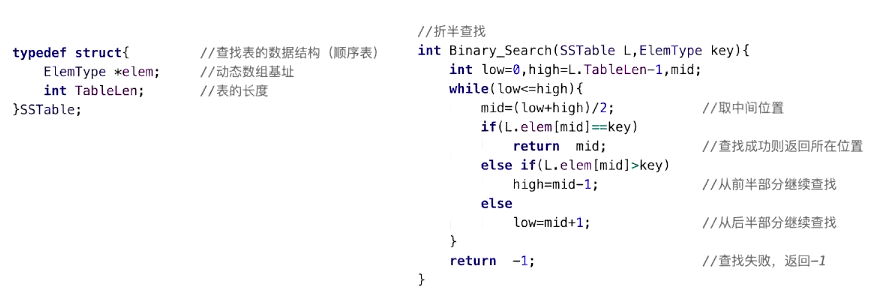 typedef struct{ //查找表的数据结构（顺序表）
ElemType *elem; //动态数组基址
int TableLen; //表的长度
}SSTable;
//折半查找
int Binary_Search(SSTable L,ElemType key){
int low=0,high=L.TableLen-1,mid;
while(low<=high){
mid=(low+high)/2; //取中间位置
if(L.elem[mid]==key)
return mid; //查找成功则返回所在位置
else if(L.elem[mid]>key)
high=mid-1; //从前半部分继续查找
else
low=mid+1; //从后半部分继续查找
}
return -1; //查找失败，返回-1
}